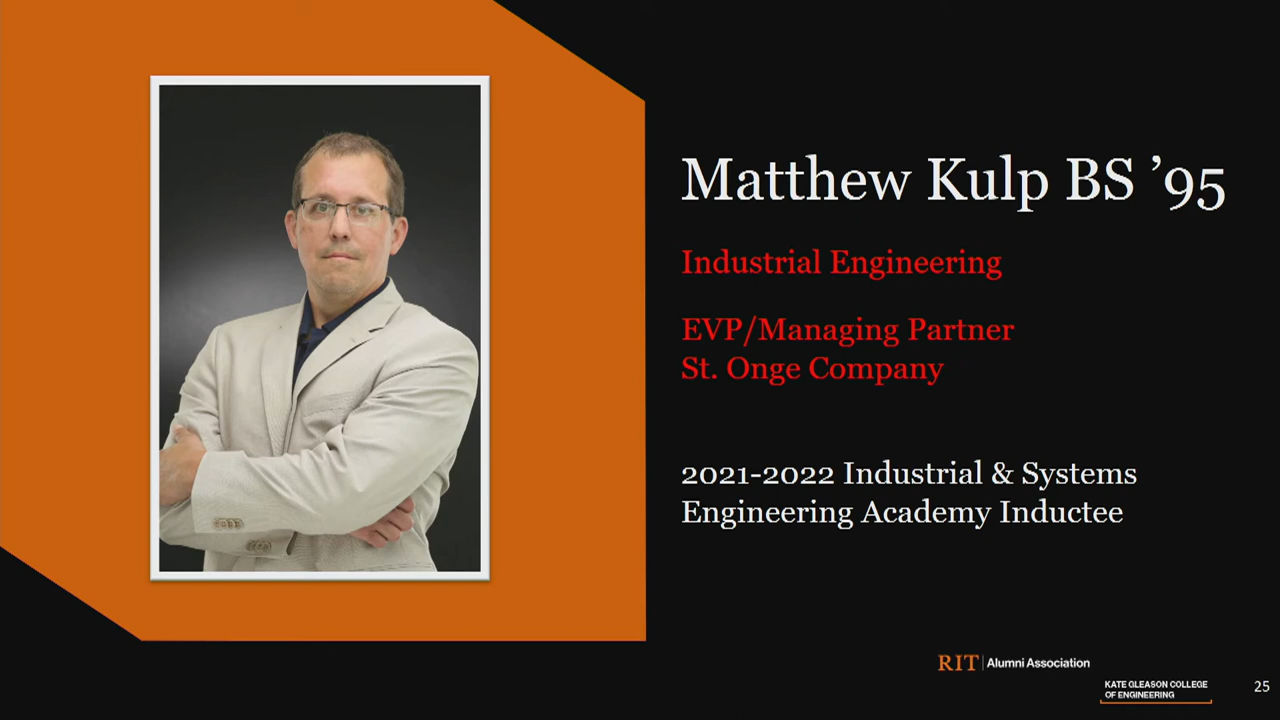 Matthew Kulp BS ’95
Industrial Engineering
EVP/Managing Partner
St. Onge Company
2021-2022 Industrial & Systems
Engineering Academy Inductee
RIT | Alumni Association
KATE GLEASON COLLEGE
OF ENGINEERING
25